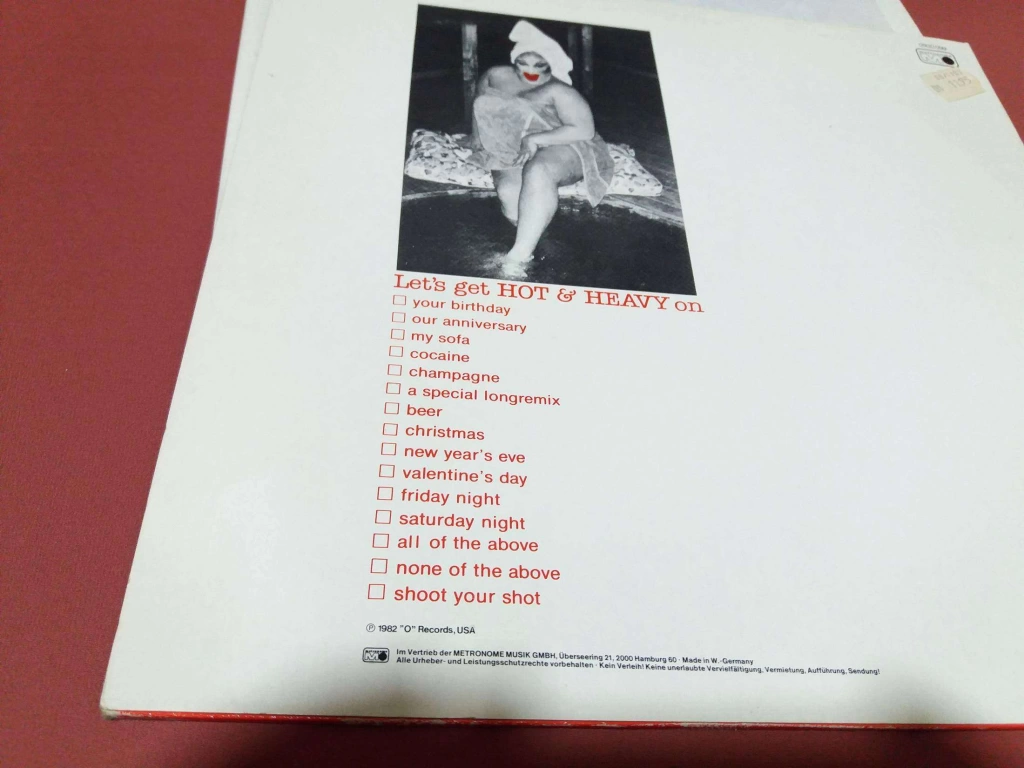 Let's get HOT & HEAVY on
☐ your birthday
☐ our anniversary
☐ my sofa
☐ cocaine
☐ champagne
☐ a special longremix
☐ beer
☐ christmas
☐ new year's eve
☐ valentine's day
☐ friday night
☐ saturday night
☐ all of the above
☐ none of the above
☐ shoot your shot
℗ 1982 "O" Records, USA
Im Vertrieb der METRONOME MUSIK GMBH, Überseering 21, 2000 Hamburg 60 · Made in W.-Germany
Alle Urheber- und Leistungsschutzrechte vorbehalten · Kein Verleih! Keine unerlaubte Vervielfältigung, Vermietung, Aufführung, Sendung!